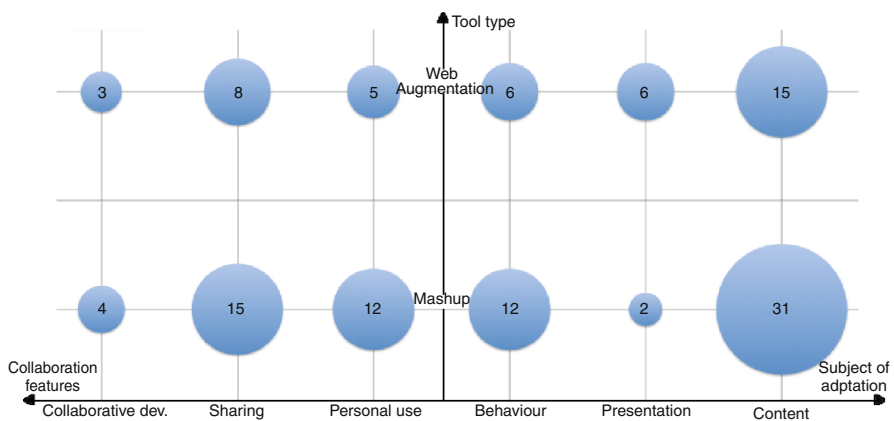 Tool type
Web
Augmentation
3
8
5
6
6
15
Mashup
4
15
12
12
2
31
Collaboration
features
Subject of
adptation
Collaborative dev.
Sharing
Personal use
Behaviour
Presentation
Content